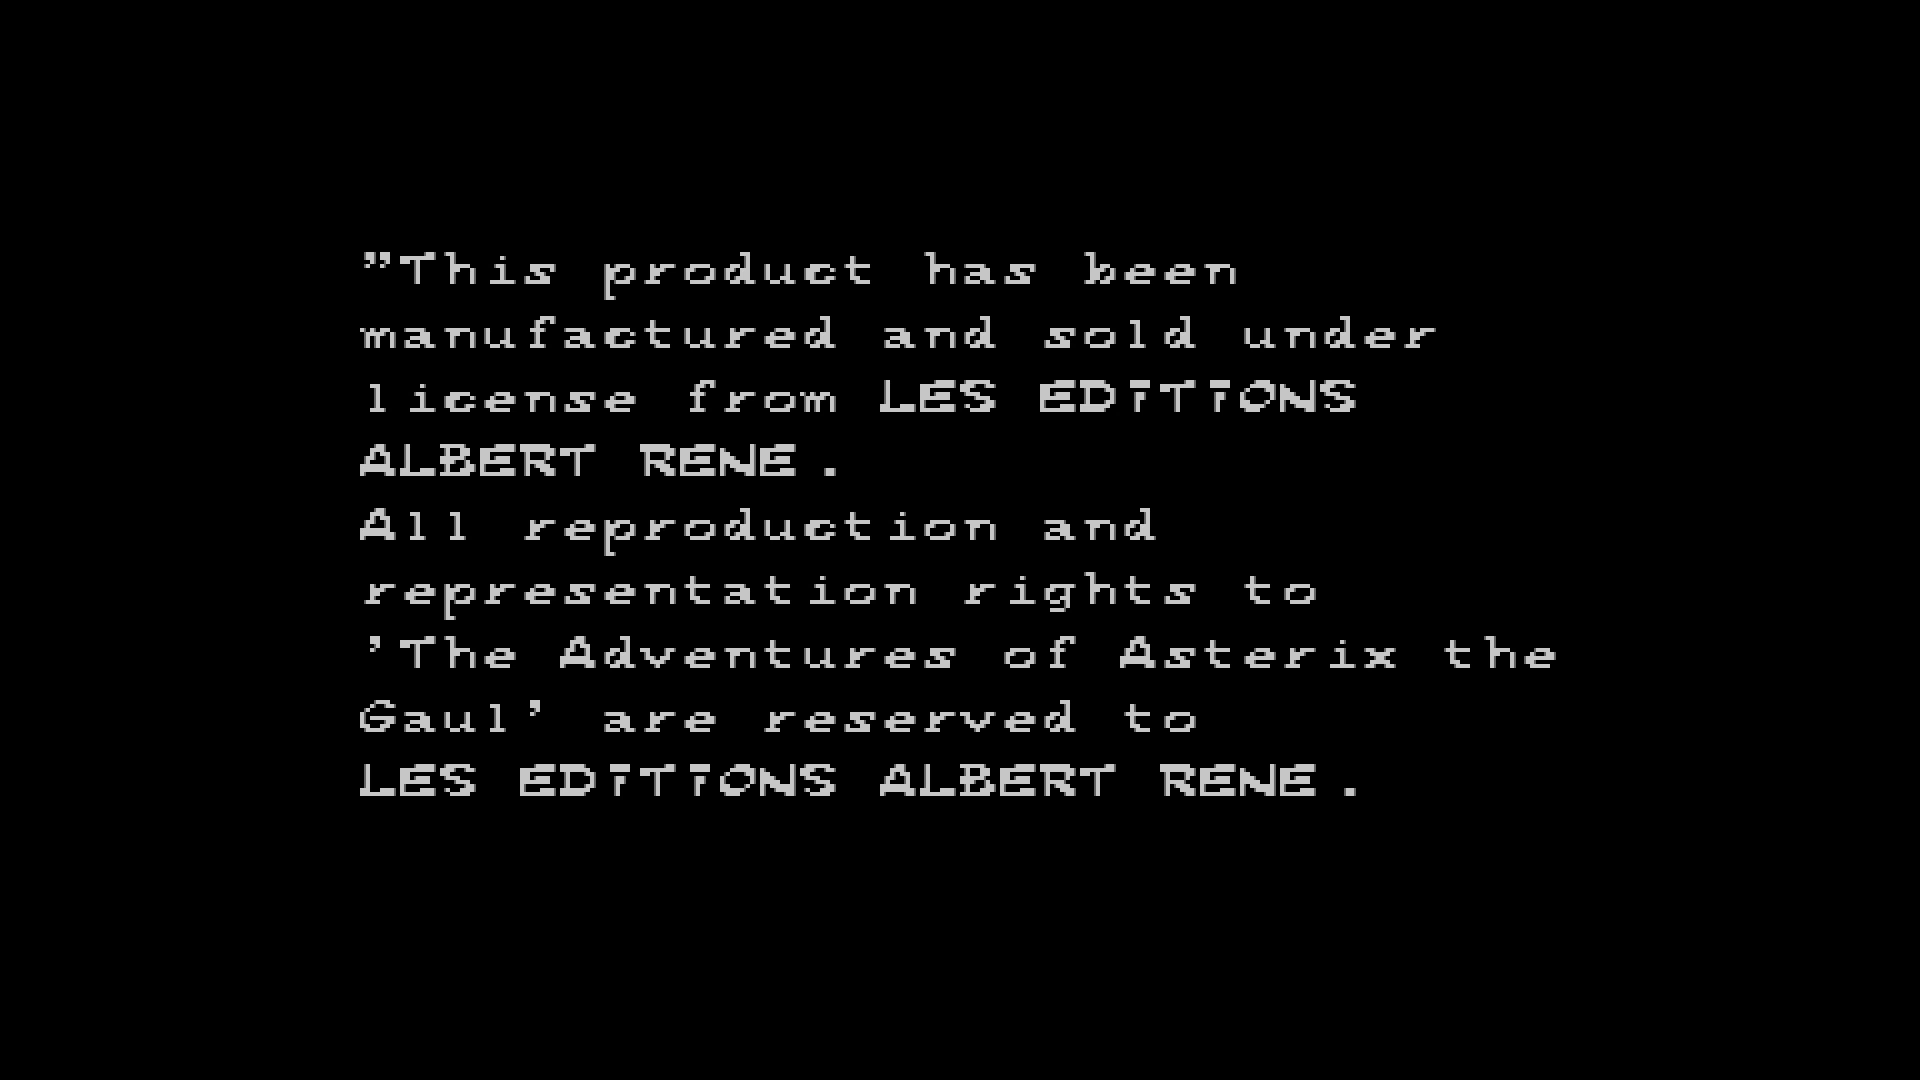 "This product has been
manufactured and sold under
license from LES EDiTiONS
ALBERT RENE.
All reproduction and
representation rights to
'The Adventures of Asterix the
Gaul' are reserved to
LES EDiTiONS ALBERT RENE.